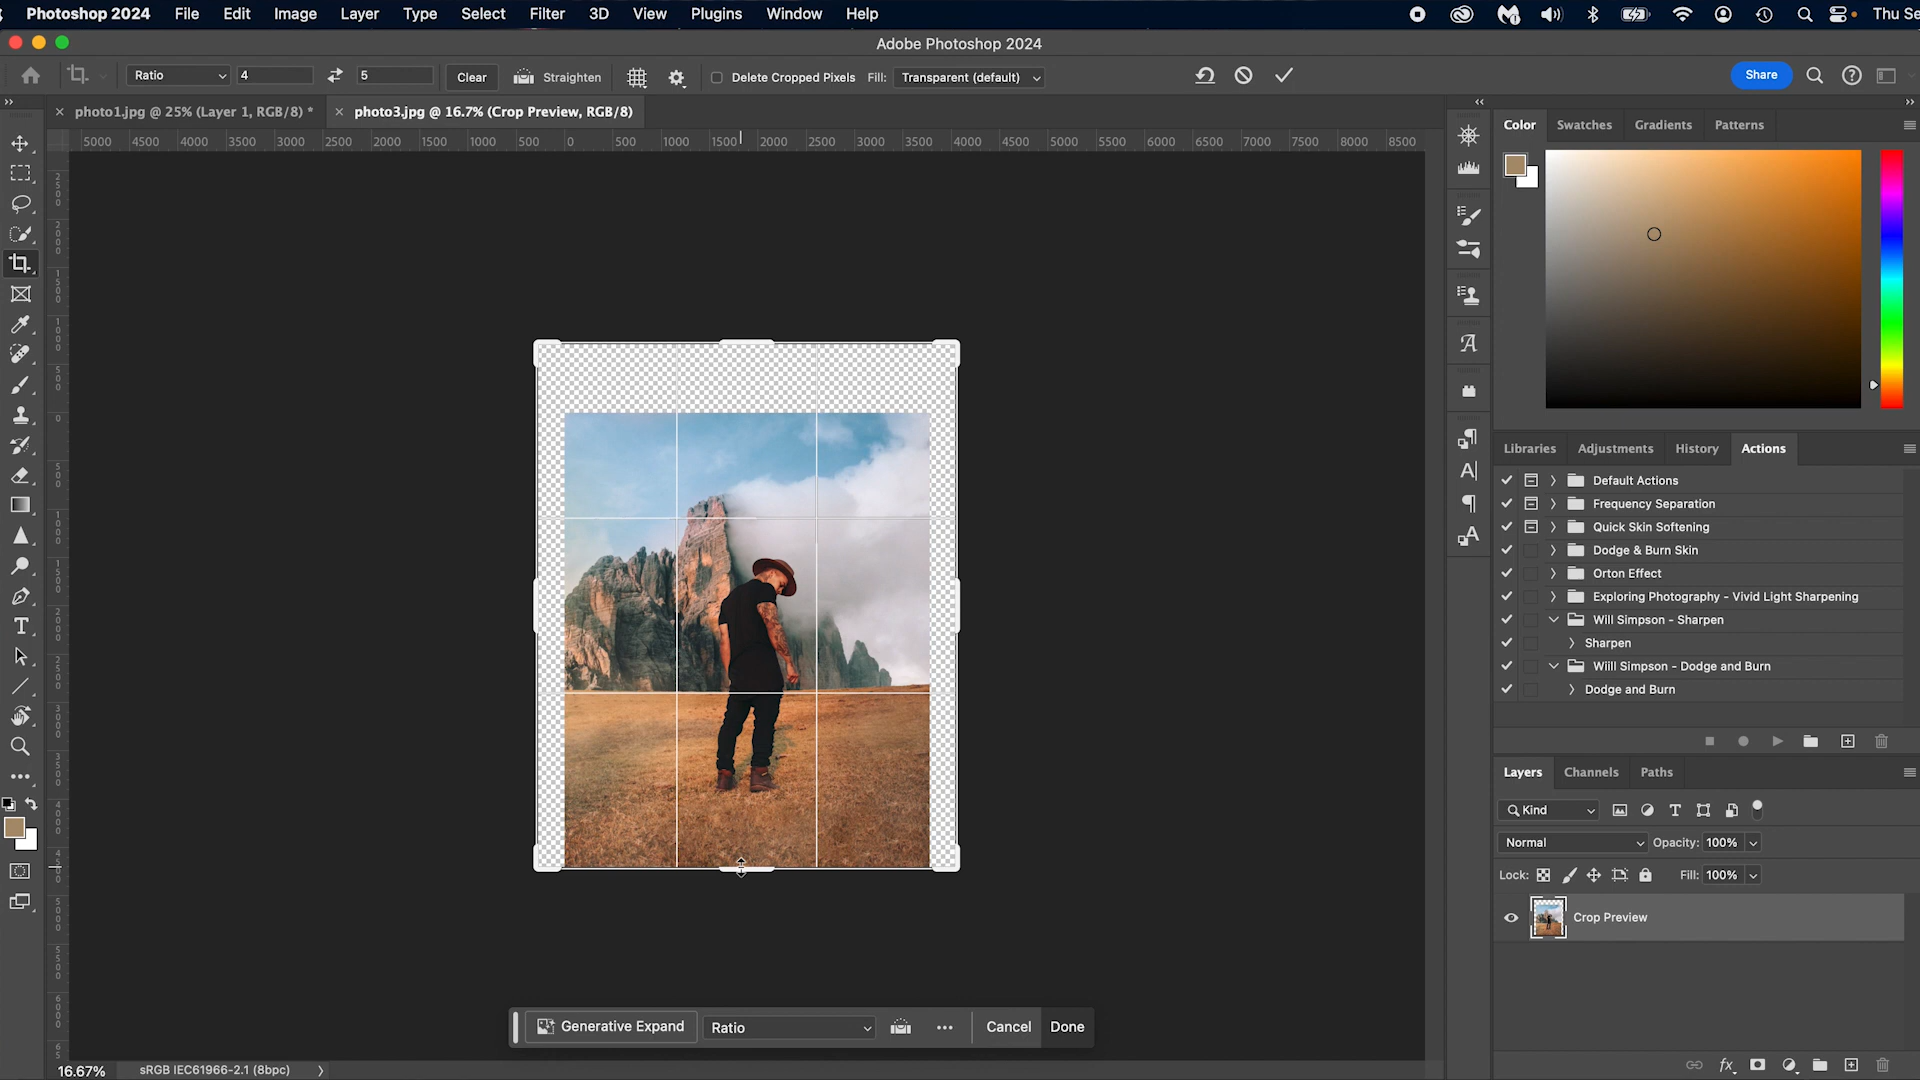 Photoshop 2024 File Edit Image Layer Type Select Filter 3D View Plugins Window Help Thu Se
Adobe Photoshop 2024
Ratio 4 5 Clear Straighten Delete Cropped Pixels Fill: Transparent (default) Share
photo1.jpg @ 25% (Layer 1, RGB/8) * photo3.jpg @ 16.7% (Crop Preview, RGB/8)
5000 4500 4000 3500 3000 2500 2000 1500 1000 500 0 500 1000 1500 2000 2500 3000 3500 4000 4500 5000 5500 6000 6500 7000 7500 8000 8500
Color Swatches Gradients Patterns
Libraries Adjustments History Actions
Default Actions
Frequency Separation
Quick Skin Softening
Dodge & Burn Skin
Orton Effect
Exploring Photography - Vivid Light Sharpening
Will Simpson - Sharpen
Sharpen
Wiill Simpson - Dodge and Burn
Dodge and Burn
Layers Channels Paths
Kind
Normal Opacity: 100%
Lock: Fill: 100%
Crop Preview
Generative Expand Ratio Cancel Done
16.67% sRGB IEC61966-2.1 (8bpc)